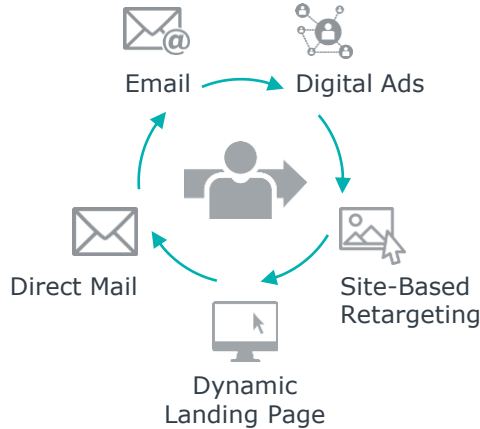 Email
Digital Ads
Direct Mail
Site-Based
Retargeting
Dynamic
Landing Page